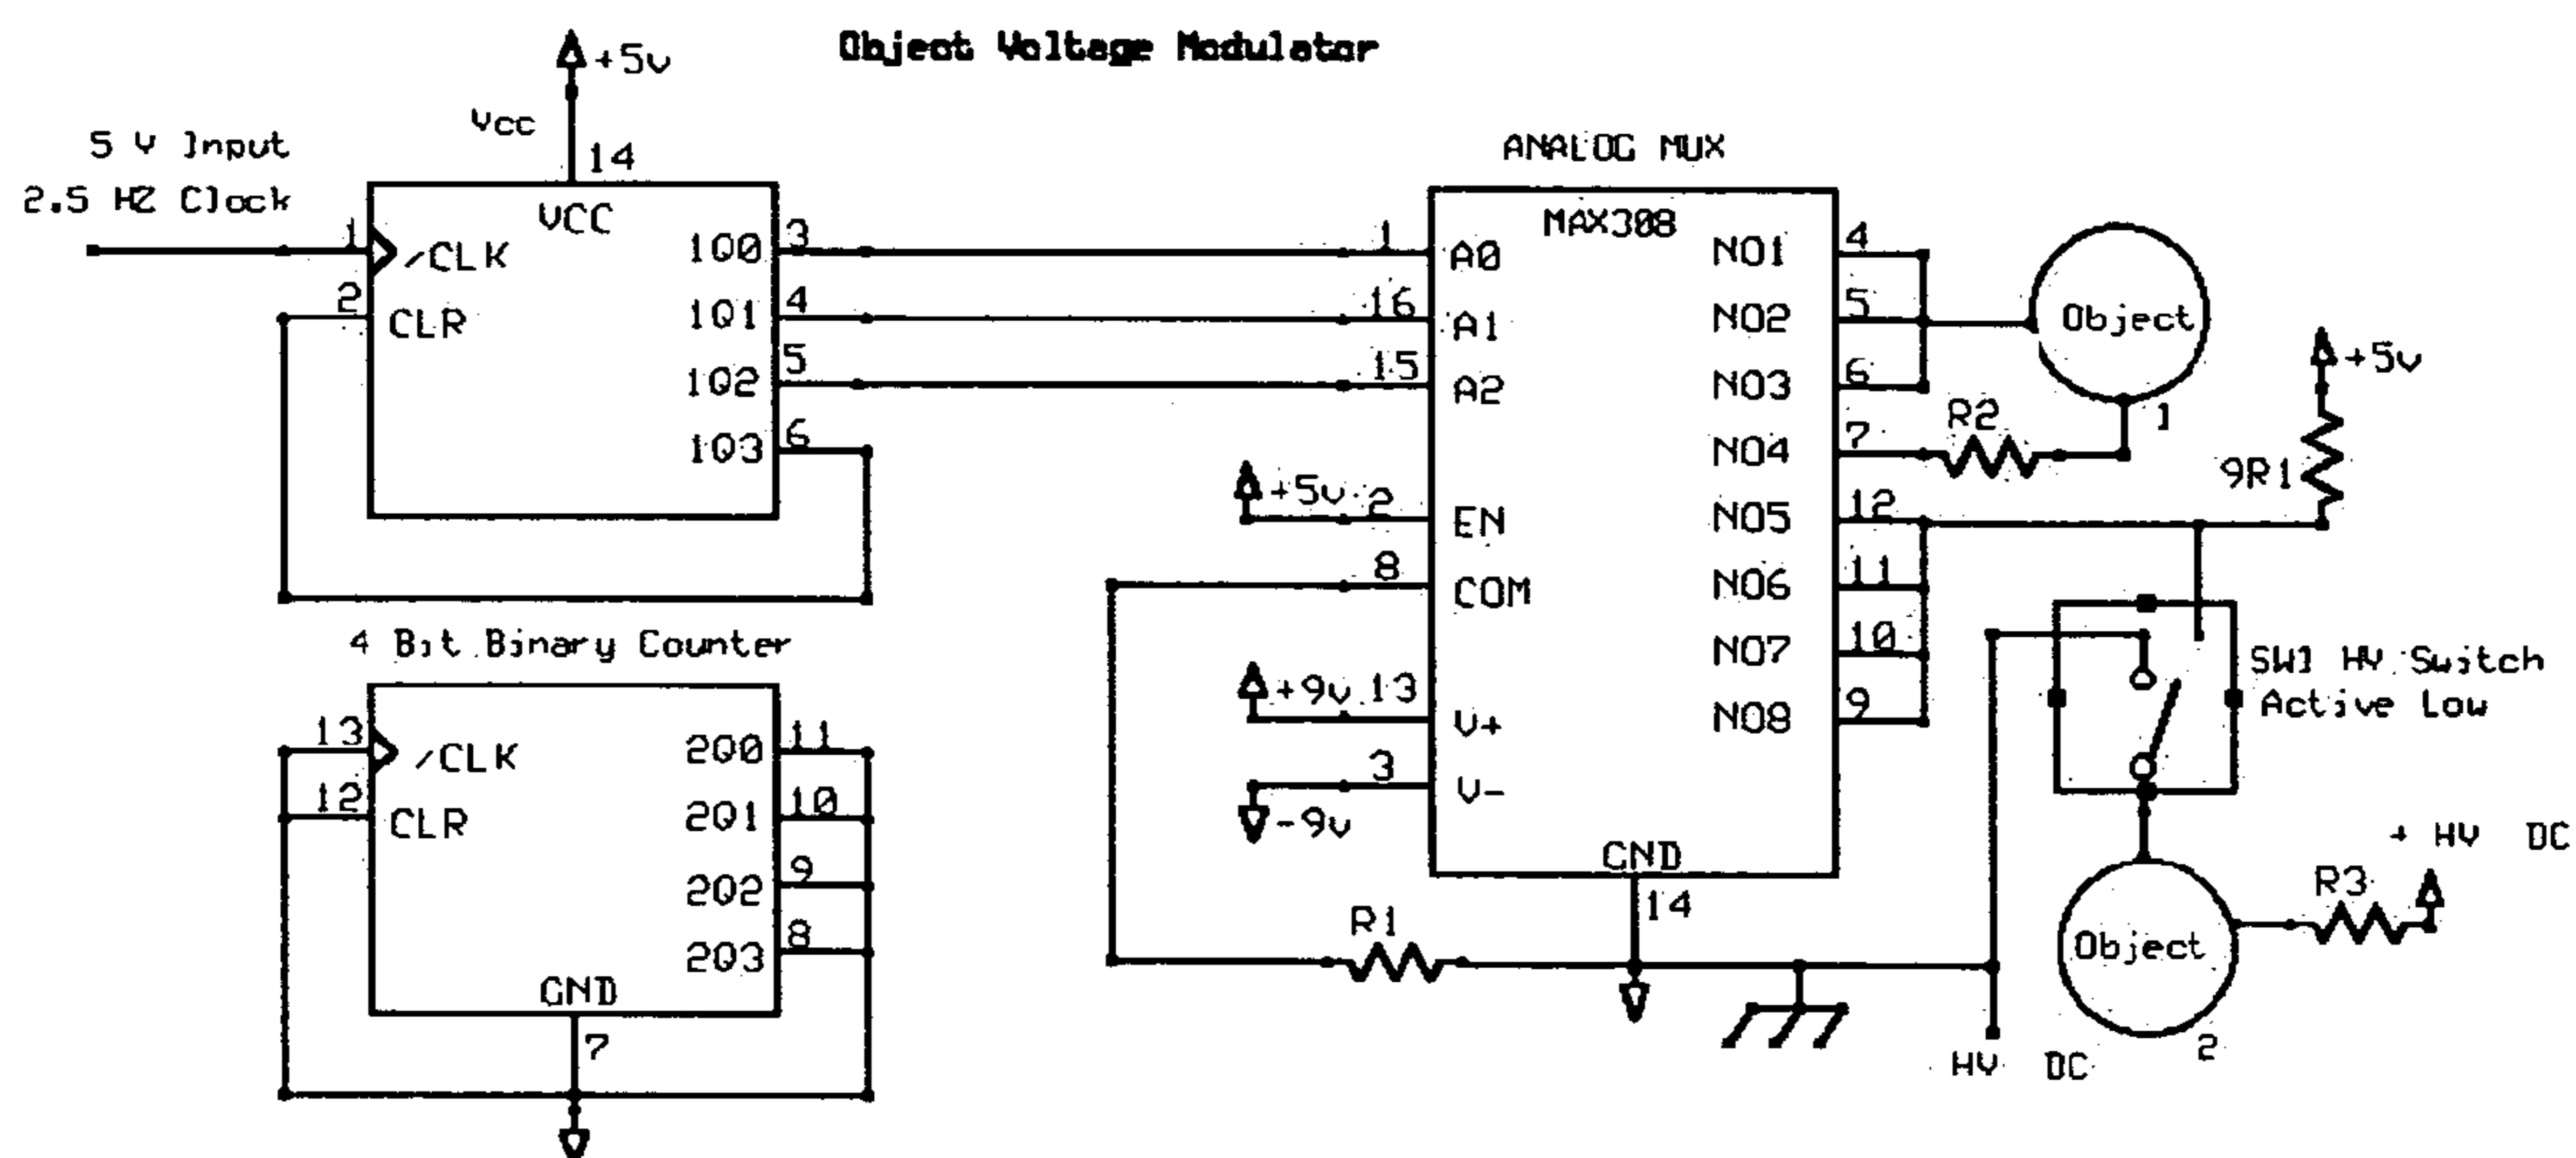 Object Voltage Modulator
+5v
Vcc
14
5 V Input
2.5 HZ Clock
VCC
1
/CLK
2
CLR
1Q0
3
1Q1
4
1Q2
5
1Q3
6
4 Bit Binary Counter
13
/CLK
12
CLR
2Q0
11
2Q1
10
2Q2
9
2Q3
8
GND
7
ANALOG MUX
MAX308
1
A0
16
A1
15
A2
+5v
2
EN
8
COM
+9v
13
V+
3
V-
-9v
GND
14
R1
NO1
4
NO2
5
NO3
6
NO4
7
NO5
12
NO6
11
NO7
10
NO8
9
Object
1
R2
+5v
9R1
SW1 HV Switch
Active Low
+ HV DC
R3
Object
2
HV DC